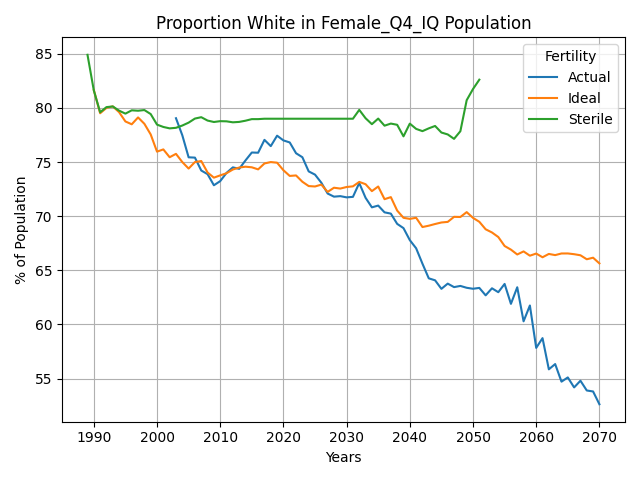 Proportion White in Female_Q4_IQ Population
Fertility
Actual
Ideal
Sterile
% of Population
85
80
75
70
65
60
55
1990 2000 2010 2020 2030 2040 2050 2060 2070
Years